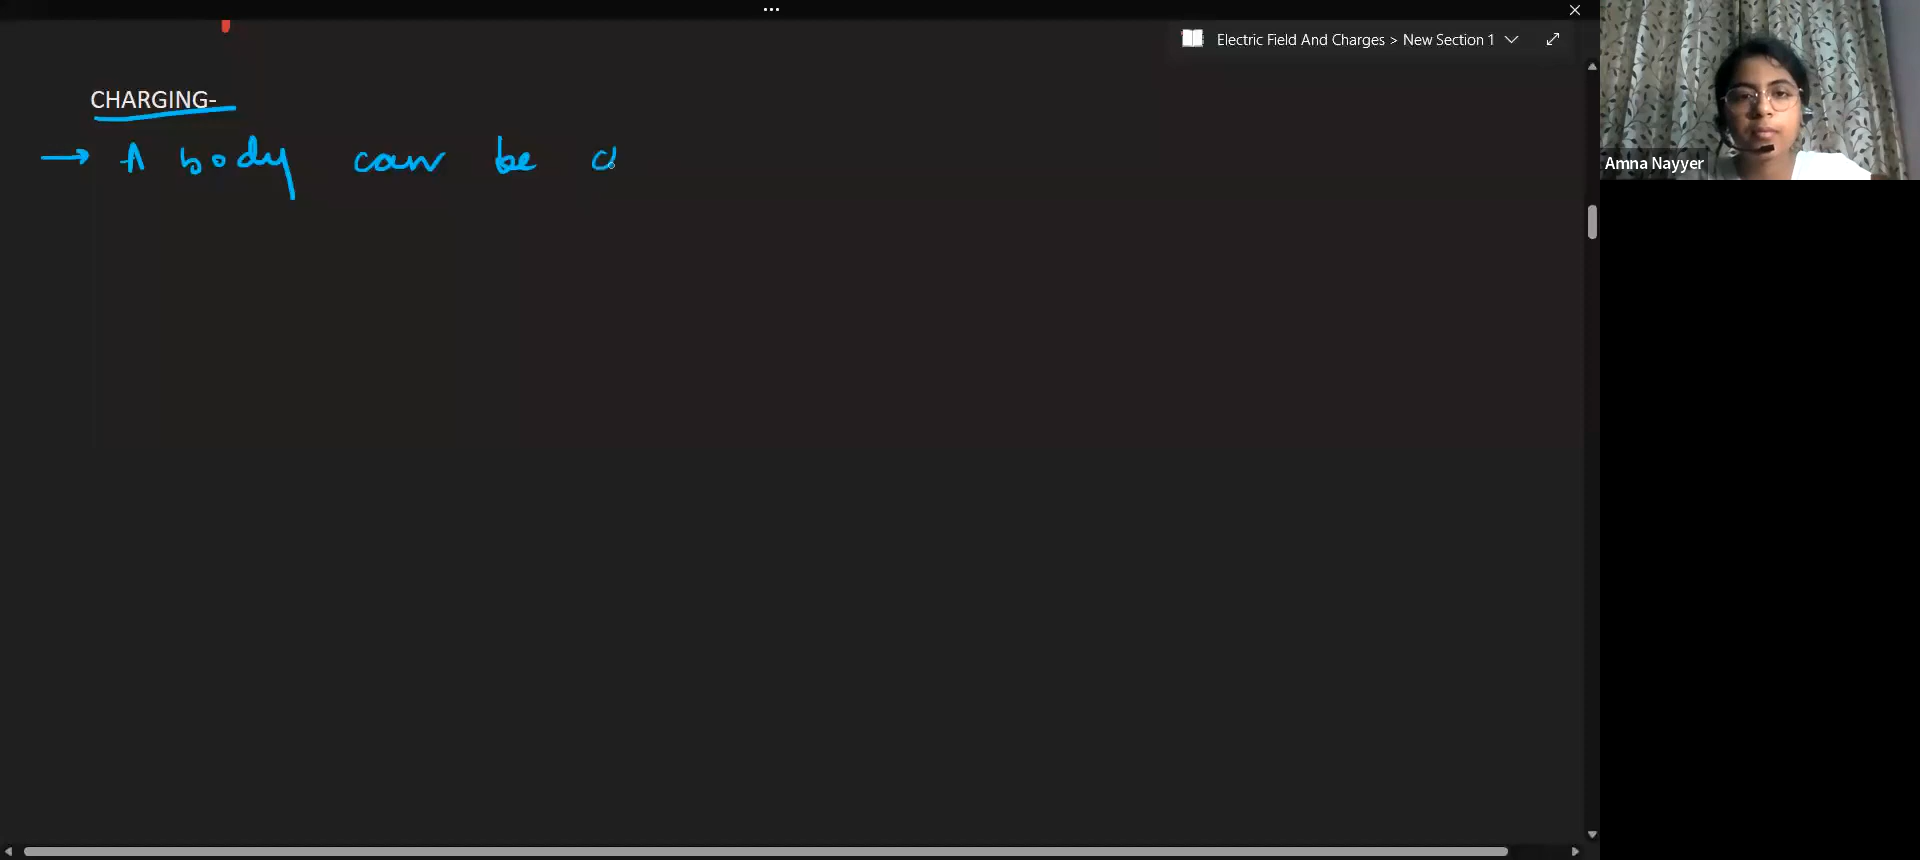 Electric Field And Charges > New Section 1
CHARGING-
→ A body can be
Amna Nayyer